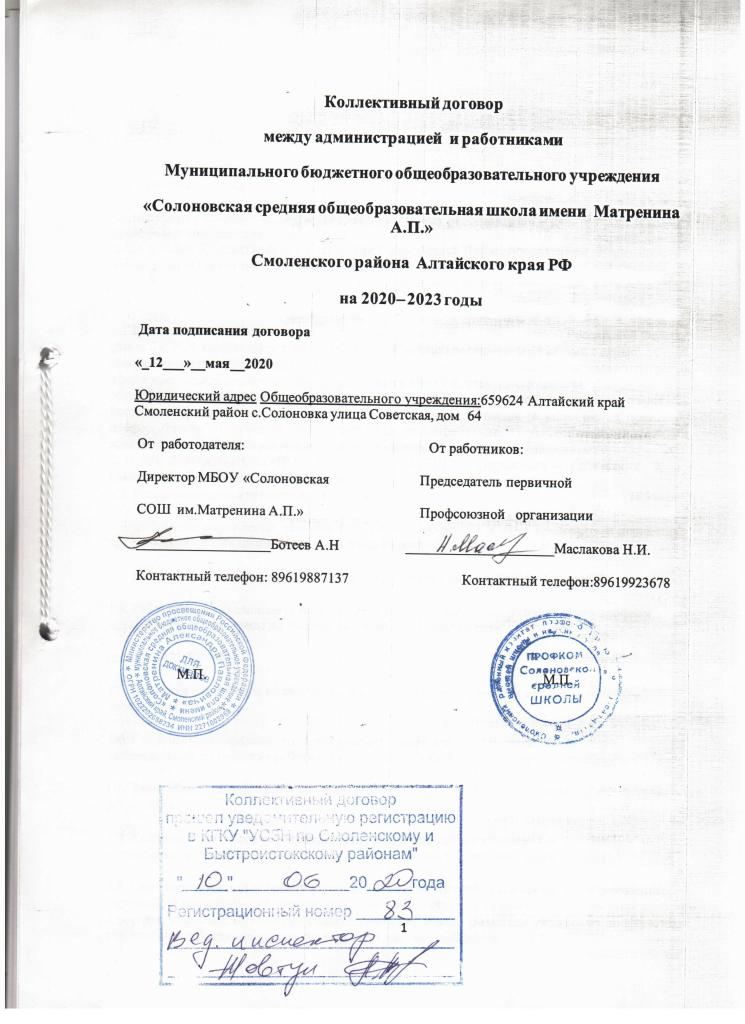 Коллективный договор
между администрацией и работниками
Муниципального бюджетного общеобразовательного учреждения
«Солоновская средняя общеобразовательная школа имени Матренина
А.П.»
Смоленского района Алтайского края РФ
на 2020–2023 годы
Дата подписания договора
«_12___»__мая__2020
Юридический адрес Общеобразовательного учреждения:659624 Алтайский край
Смоленский район с.Солоновка улица Советская, дом 64
От работодателя:
От работников:
Директор МБОУ «Солоновская
Председатель первичной
СОШ им.Матренина А.П.»
Профсоюзной организации
Ботеев А.Н
Маслакова Н.И.
Контактный телефон: 89619887137
Контактный телефон:89619923678
М.П.
ПРОФКОМ
Солоновской
М.П.
средней
ШКОЛЫ
Коллективный договор
прошел уведомительную регистрацию
в КГКУ "УСЗН по Смоленскому и
Быстроистокскому районам"
"10" 06 2020 года
Регистрационный номер 83
1
Вед. инспектор